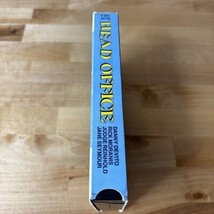 HEAD OFFICE
DANNY DEVITO
RICK MORANIS
JUDGE REINHOLD
JANE SEYMOUR